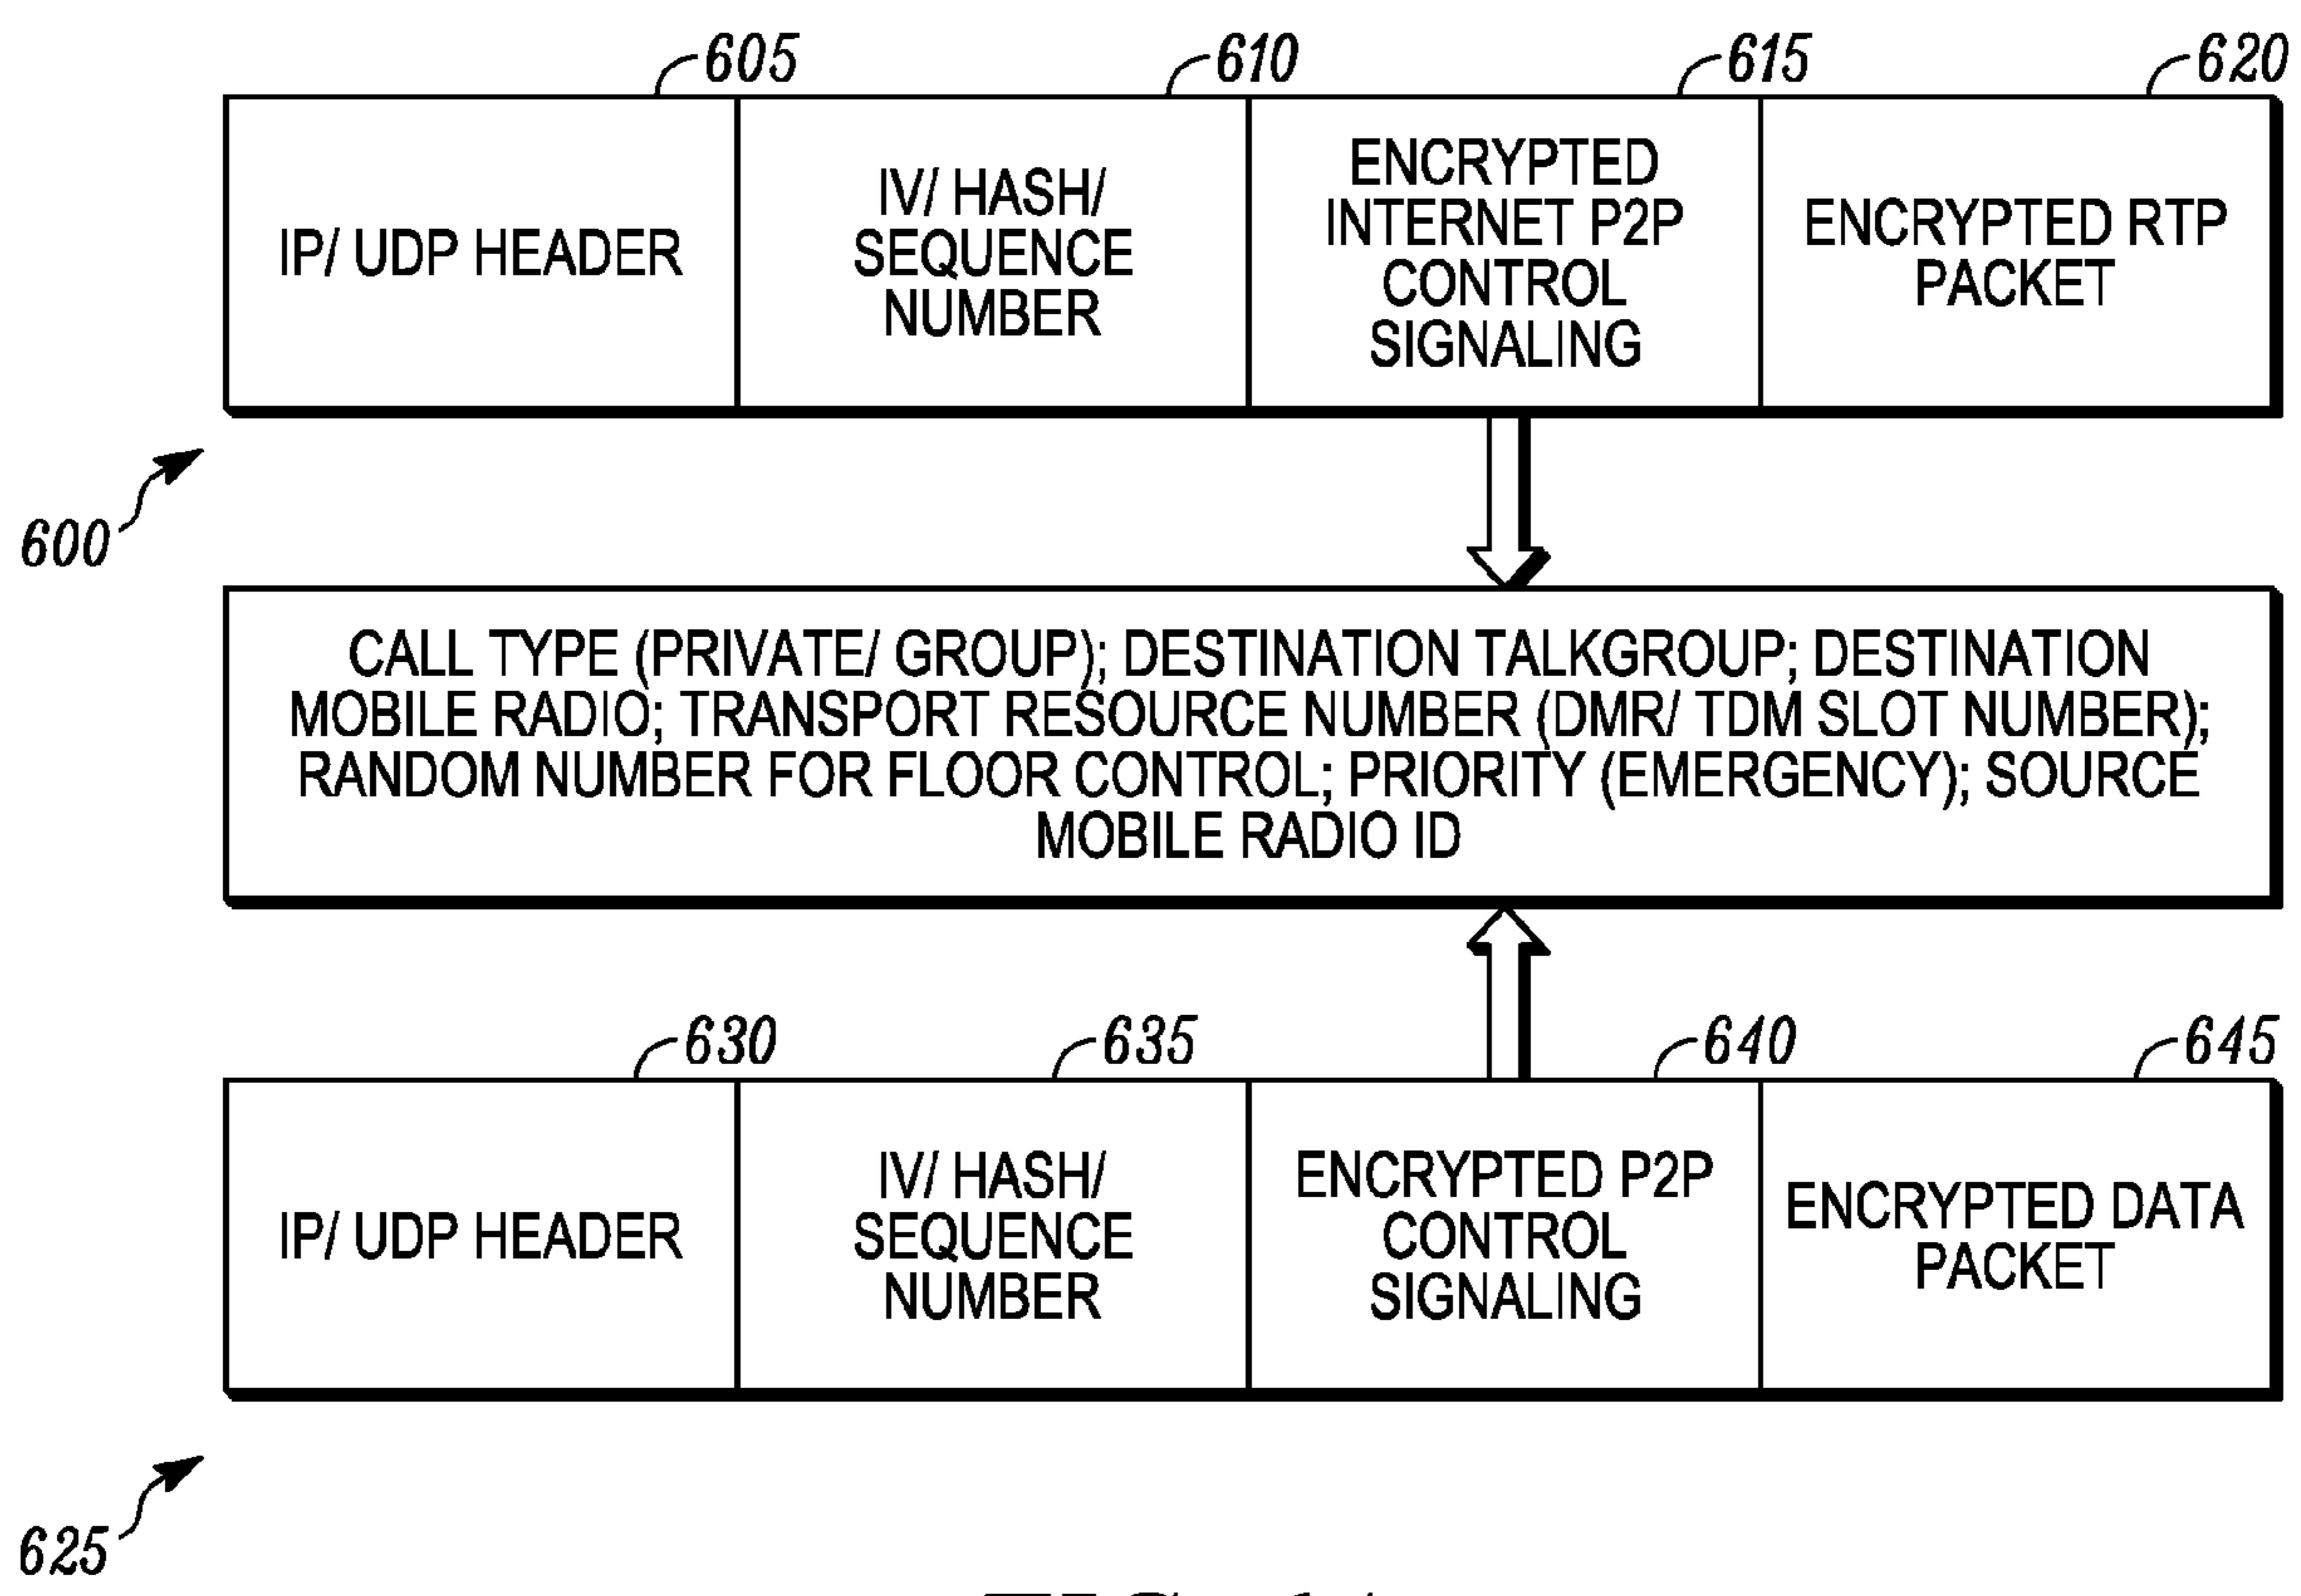 605
610
615
620
IP/ UDP HEADER
IV/ HASH/
SEQUENCE
NUMBER
ENCRYPTED
INTERNET P2P
CONTROL
SIGNALING
ENCRYPTED RTP
PACKET
600
CALL TYPE (PRIVATE/ GROUP); DESTINATION TALKGROUP; DESTINATION
MOBILE RADIO; TRANSPORT RESOURCE NUMBER (DMR/ TDM SLOT NUMBER);
RANDOM NUMBER FOR FLOOR CONTROL; PRIORITY (EMERGENCY); SOURCE
MOBILE RADIO ID
630
635
640
645
IP/ UDP HEADER
IV/ HASH/
SEQUENCE
NUMBER
ENCRYPTED P2P
CONTROL
SIGNALING
ENCRYPTED DATA
PACKET
625